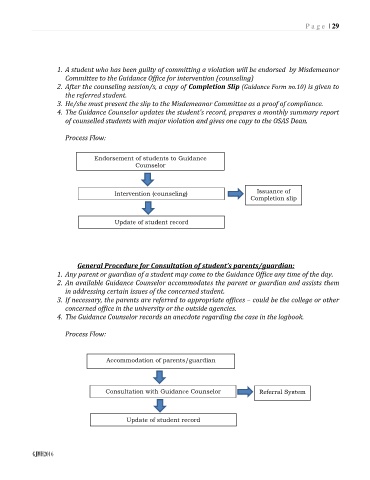 P a g e | 29
1. A student who has been guilty of committing a violation will be endorsed by Misdemeanor
Committee to the Guidance Office for intervention (counseling)
2. After the counseling session/s, a copy of Completion Slip (Guidance Form no.10) is given to
the referred student.
3. He/she must present the slip to the Misdemeanor Committee as a proof of compliance.
4. The Guidance Counselor updates the student's record, prepares a monthly summary report
of counselled students with major violation and gives one copy to the OSAS Dean.
Process Flow:
Endorsement of students to Guidance
Counselor
Intervention (counseling)
Issuance of
Completion slip
Update of student record
General Procedure for Consultation of student's parents/guardian:
1. Any parent or guardian of a student may come to the Guidance Office any time of the day.
2. An available Guidance Counselor accommodates the parent or guardian and assists them
in addressing certain issues of the concerned student.
3. If necessary, the parents are referred to appropriate offices – could be the college or other
concerned office in the university or the outside agencies.
4. The Guidance Counselor records an anecdote regarding the case in the logbook.
Process Flow:
Accommodation of parents/guardian
Consultation with Guidance Counselor
Referral System
Update of student record
2016